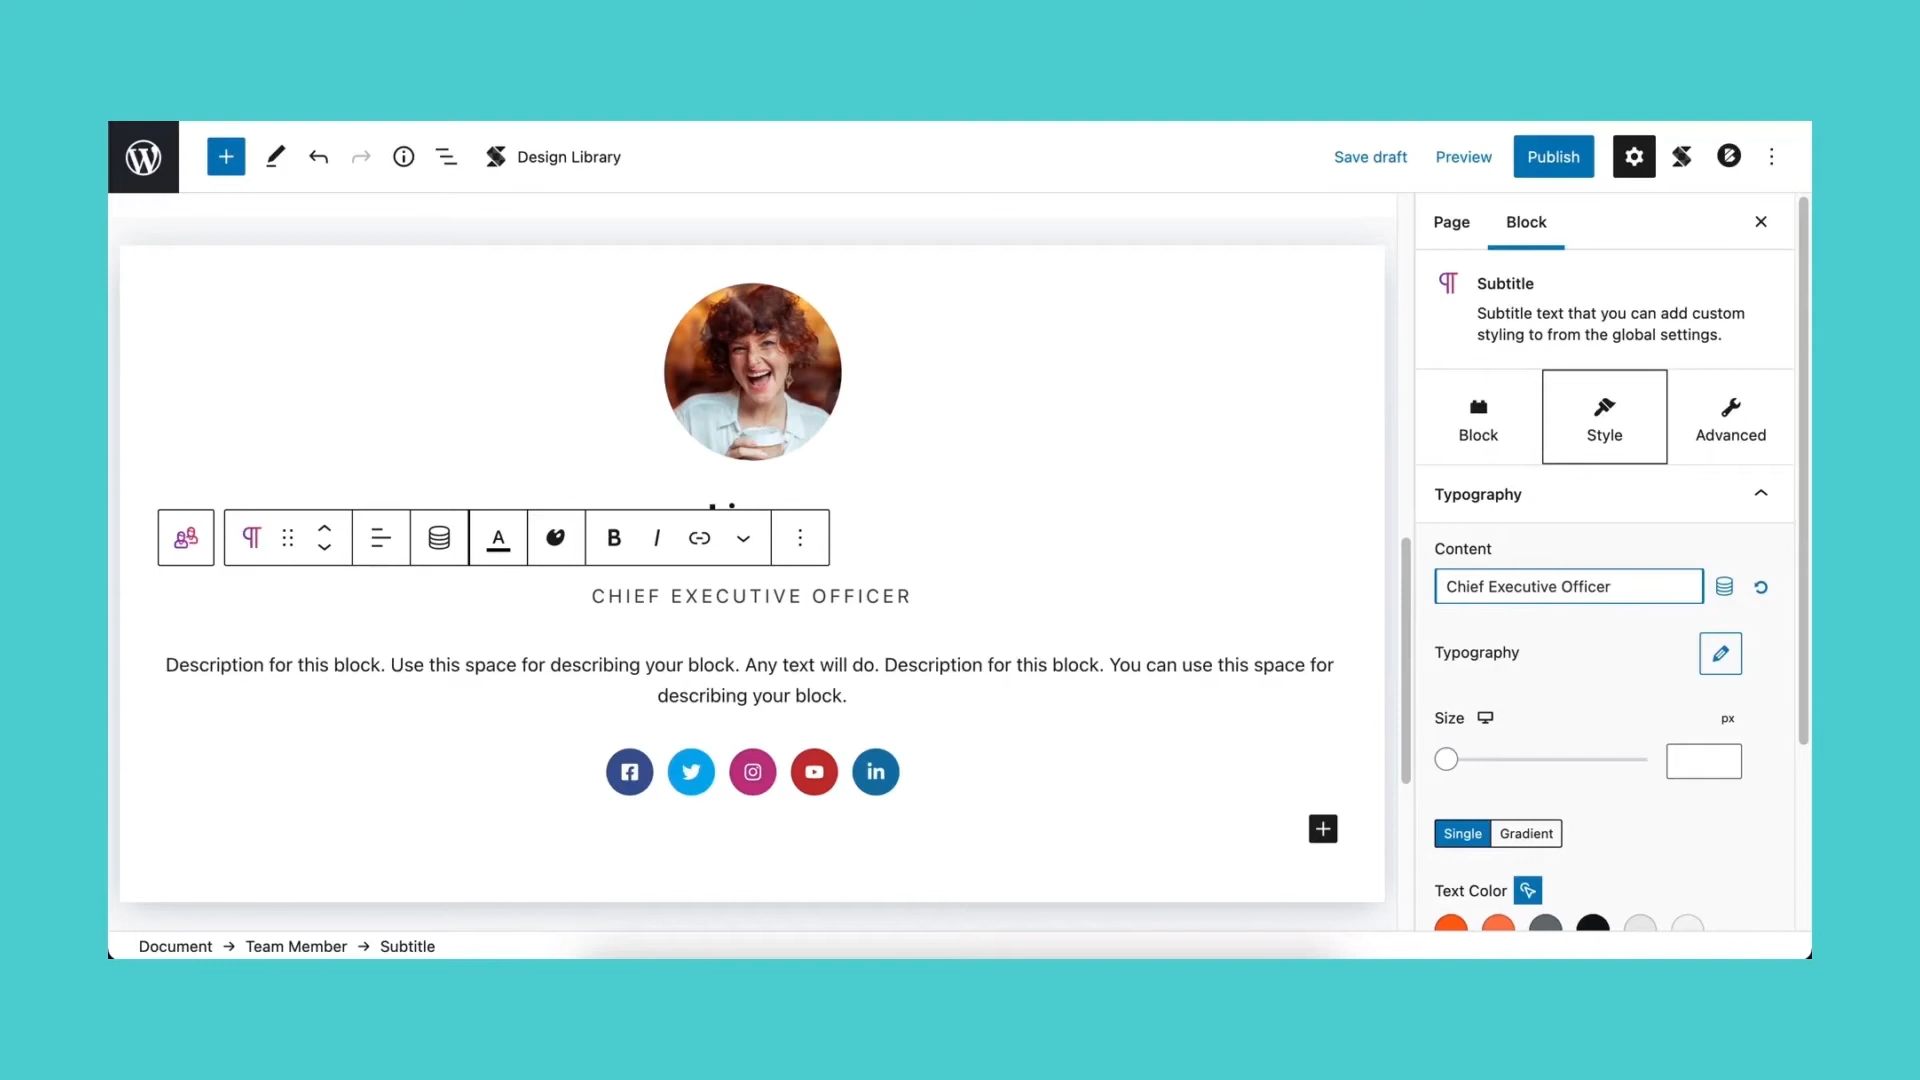 Design Library
Save draft
Preview
Publish
Page
Block
Subtitle
Subtitle text that you can add custom
styling to from the global settings.
Block
Style
Advanced
Typography
Content
Chief Executive Officer
Typography
Size
px
Single
Gradient
Text Color
A
B
I
CHIEF EXECUTIVE OFFICER
Description for this block. Use this space for describing your block. Any text will do. Description for this block. You can use this space for
describing your block.
Document → Team Member → Subtitle